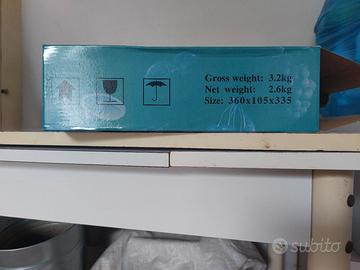 Gross weight: 3.2kg
Net weight: 2.6kg
Size: 360x105x335
subito